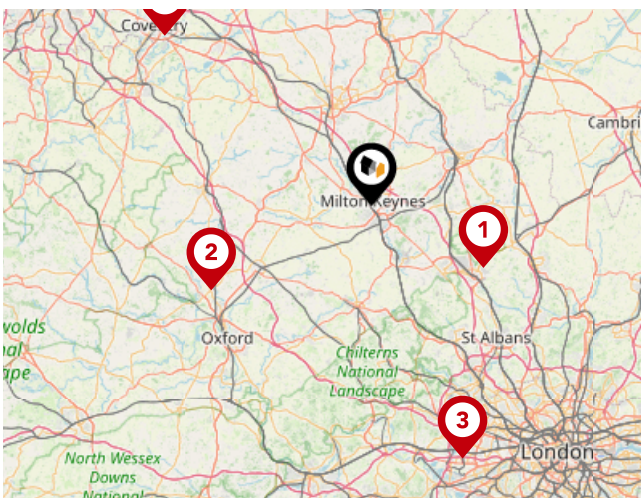 Coventry
Cambri
Milton Keynes
1
2
wolds
nal
ape
Oxford
St Albans
Chilterns
National
Landscape
3
London
North Wessex
Downs
National